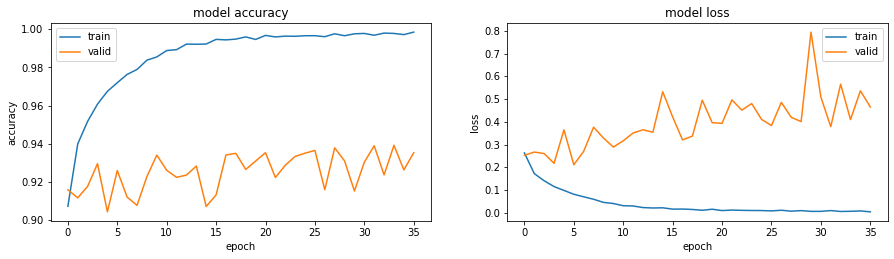 model accuracy
train
valid
1.00
0.98
0.96
0.94
0.92
0.90
accuracy
0 5 10 15 20 25 30 35
epoch
model loss
train
valid
0.8
0.7
0.6
0.5
0.4
0.3
0.2
0.1
0.0
loss
0 5 10 15 20 25 30 35
epoch